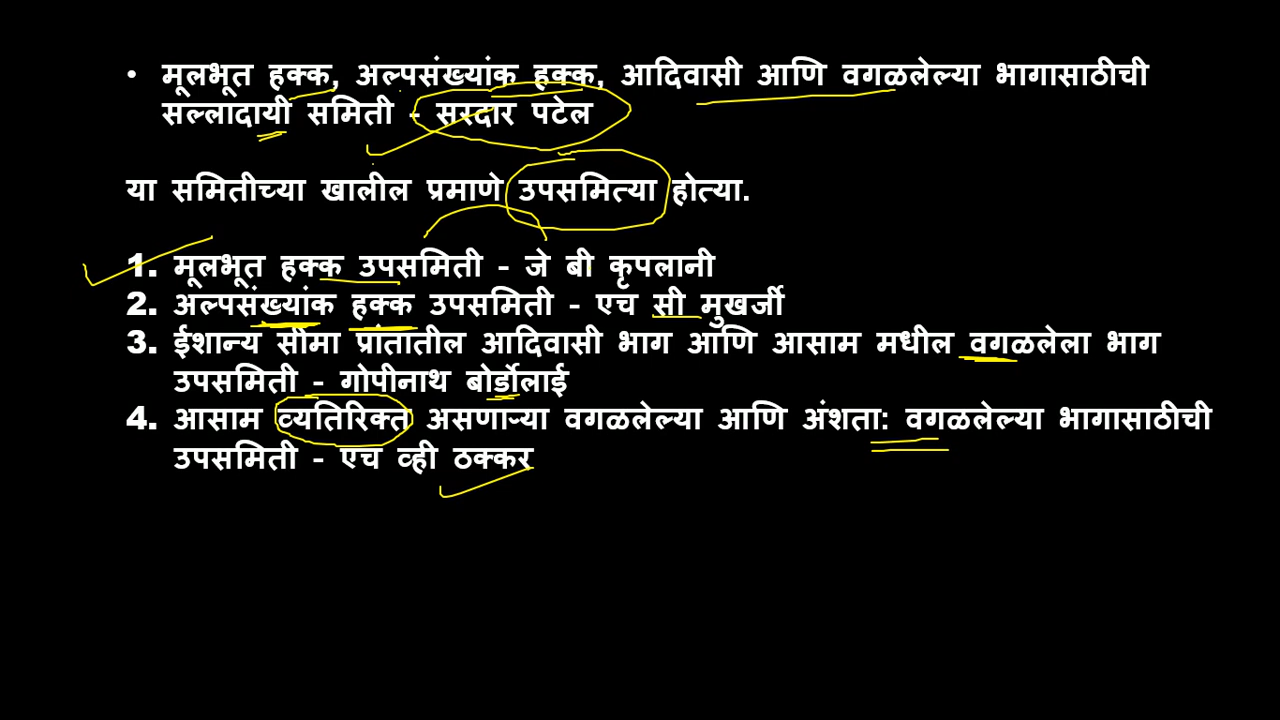 • मूलभूत हक्क, अल्पसंख्यांक हक्क, आदिवासी आणि वगळलेल्या भागासाठीची
सल्लादायी समिती - सरदार पटेल
या समितीच्या खालील प्रमाणे उपसमित्या होत्या.
1. मूलभूत हक्क उपसमिती - जे बी कृपलानी
2. अल्पसंख्यांक हक्क उपसमिती - एच सी मुखर्जी
3. ईशान्य सीमा प्रांतातील आदिवासी भाग आणि आसाम मधील वगळलेला भाग
उपसमिती - गोपीनाथ बोर्डोलाई
4. आसाम व्यतिरिक्त असणाऱ्या वगळलेल्या आणि अंशता: वगळलेल्या भागासाठीची
उपसमिती - एच व्ही ठक्कर